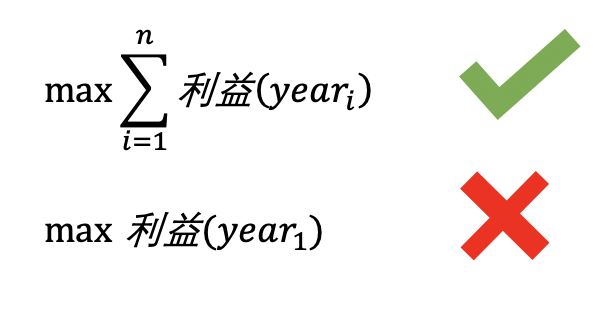 max ∑_{i=1}^{n} 利益(year_i)
max 利益(year_1)